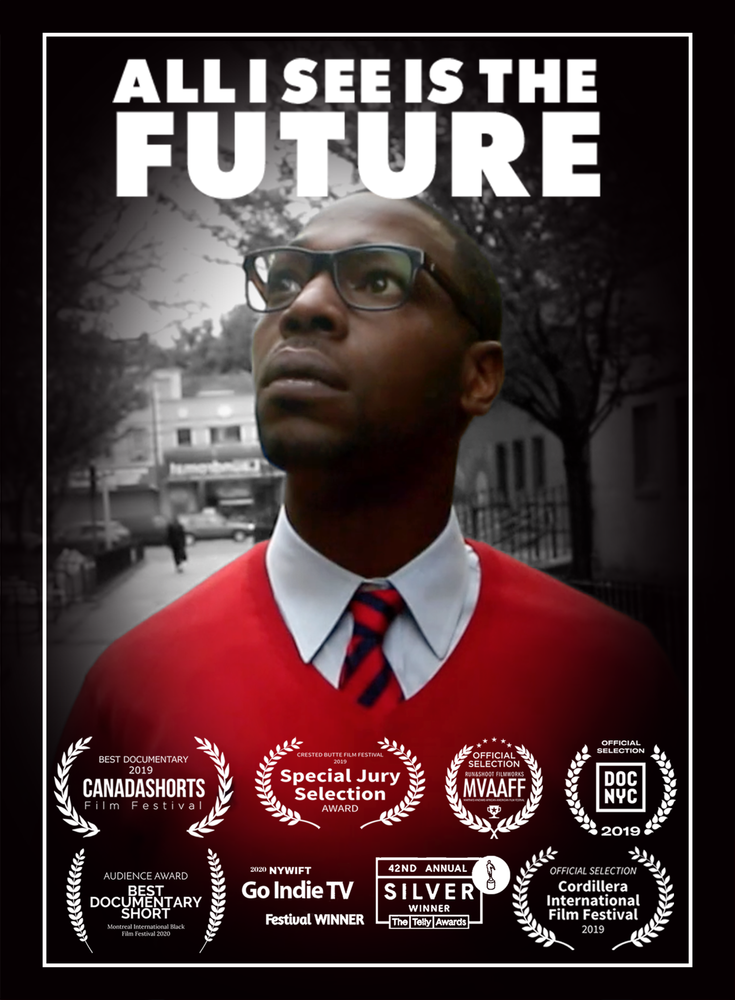 ALL I SEE IS THE
FUTURE
BEST DOCUMENTARY
2019
CANADASHORTS
Film Festival
CRESTED BUTTE FILM FESTIVAL
2019
Special Jury
Selection
AWARD
OFFICIAL
SELECTION
RUN&SHOOT FILMWORKS
MVAAFF
MARTHA'S VINEYARD AFRICAN-AMERICAN FILM FESTIVAL
OFFICIAL
SELECTION
DOC
NYC
2019
AUDIENCE AWARD
BEST
DOCUMENTARY
SHORT
Montreal International Black
Film Festival 2020
2020 NYWIFT
Go Indie TV
Festival WINNER
42ND ANNUAL
SILVER
WINNER
The Telly Awards
OFFICIAL SELECTION
Cordillera
International
Film Festival
2019